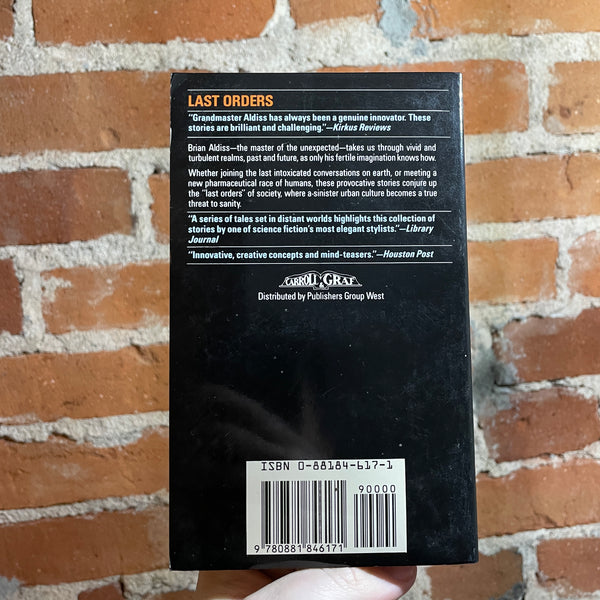 LAST ORDERS
"Grandmaster Aldiss has always been a genuine innovator. These
stories are brilliant and challenging."—Kirkus Reviews
Brian Aldiss—the master of the unexpected—takes us through vivid and
turbulent realms, past and future, as only his fertile imagination knows how.
Whether joining the last intoxicated conversations on earth, or meeting a
new pharmaceutical race of humans, these provocative stories conjure up
the "last orders" of society, where a-sinister urban culture becomes a true
threat to sanity.
"A series of tales set in distant worlds highlights this collection of
stories by one of science fiction's most elegant stylists."—Library
Journal
"Innovative, creative concepts and mind-teasers."—Houston Post
CARROLL & GRAF
Distributed by Publishers Group West
ISBN 0-88184-617-1
90000
9 780881 846171